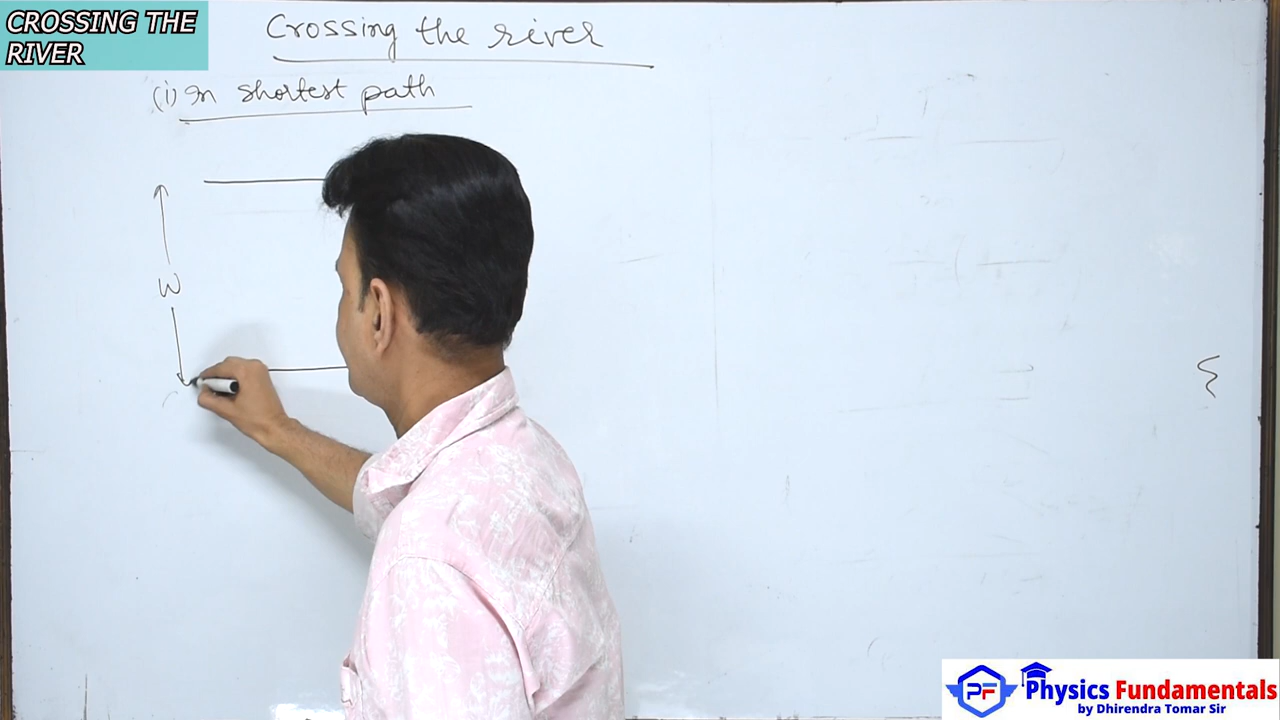 CROSSING THE
RIVER
Crossing the river
(i) In shortest path
W
PF Physics Fundamentals
by Dhirendra Tomar Sir